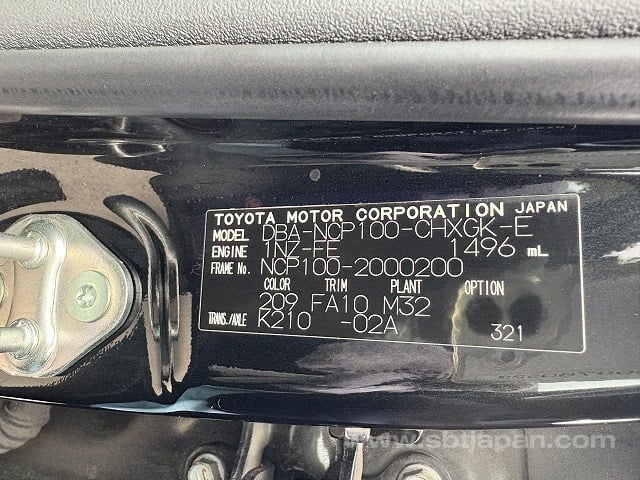 TOYOTA MOTOR CORPORATION JAPAN
MODEL DBA-NCP100-CHXGK-E
ENGINE 1NZ-FE 1496 mL
FRAME No. NCP100-2000200
COLOR TRIM PLANT OPTION
209 FA10 M32
TRANS./AXLE K210 -02A 321
www.sbtjapan.com